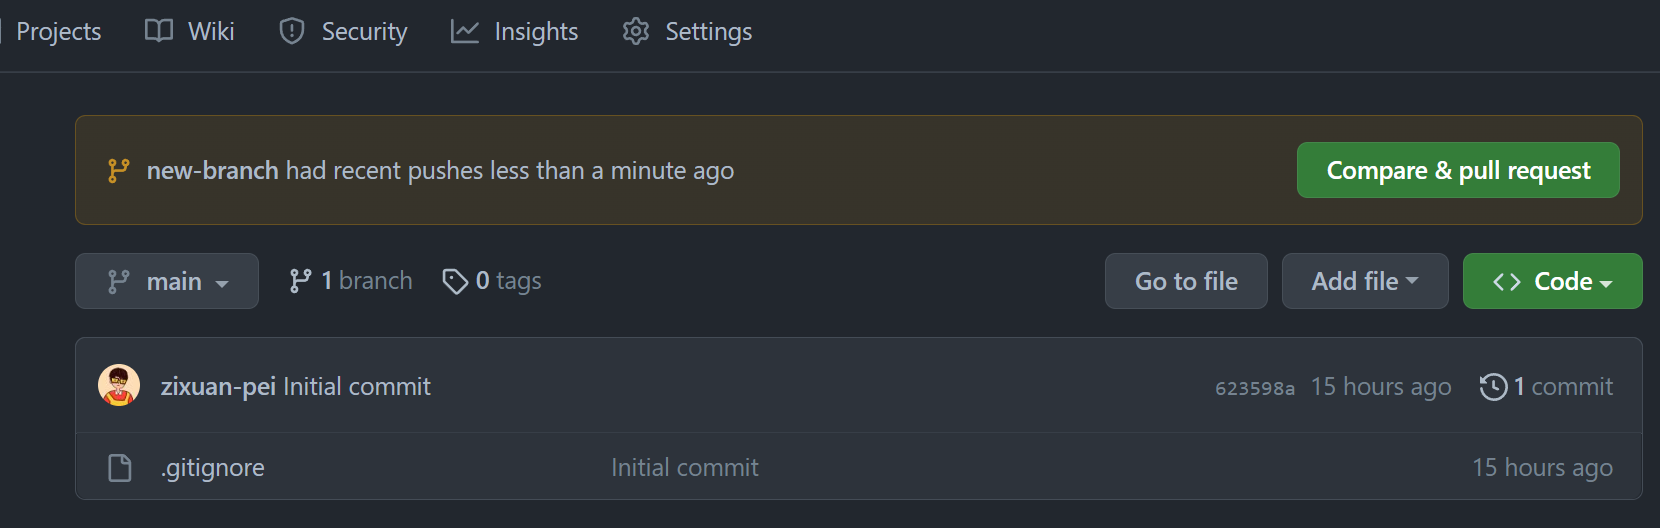 Projects Wiki Security Insights Settings
new-branch had recent pushes less than a minute ago Compare & pull request
main 1 branch 0 tags Go to file Add file Code
zixuan-pei Initial commit 623598a 15 hours ago 1 commit
.gitignore Initial commit 15 hours ago